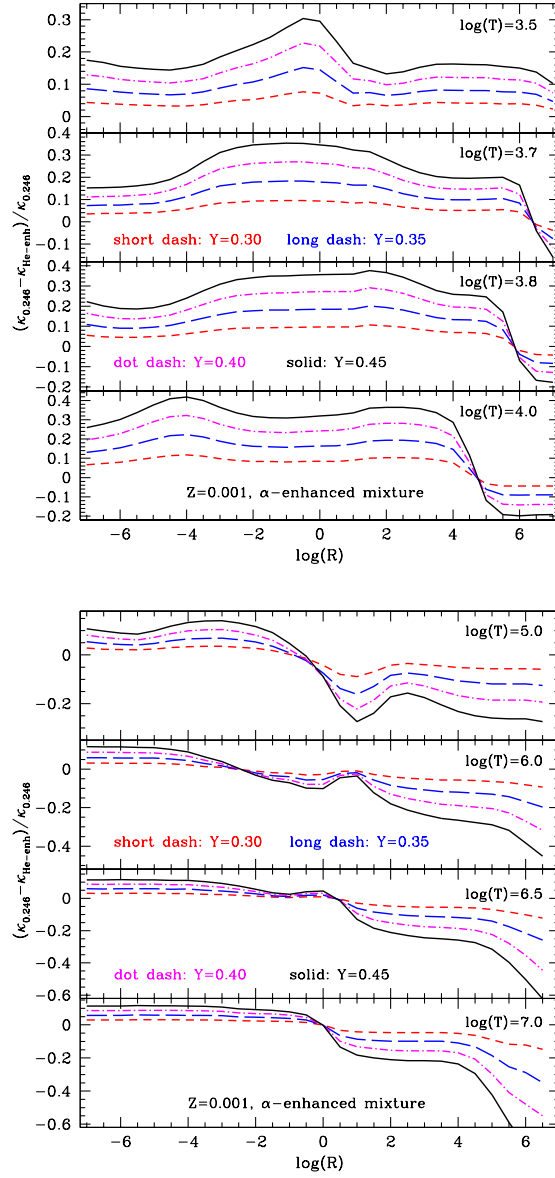 0.3
log(T)=3.5
0.2
0.1
0
0.4
0.3
log(T)=3.7
0.2
0.1
0
short dash: Y=0.30 long dash: Y=0.35
−0.1
(κ0.246−κHe−enh)/κ0.246
0.4
log(T)=3.8
0.3
0.2
0.1
0
dot dash: Y=0.40 solid: Y=0.45
−0.1
−0.2
0.4
log(T)=4.0
0.3
0.2
0.1
0
−0.1
Z=0.001, α−enhanced mixture
−0.2
−6 −4 −2 0 2 4 6
log(R)
log(T)=5.0
0
−0.2
log(T)=6.0
0
−0.2
short dash: Y=0.30 long dash: Y=0.35
−0.4
(κ0.246−κHe−enh)/κ0.246
log(T)=6.5
0
−0.2
−0.4
dot dash: Y=0.40 solid: Y=0.45
−0.6
log(T)=7.0
0
−0.2
−0.4
Z=0.001, α−enhanced mixture
−0.6
−6 −4 −2 0 2 4 6
log(R)